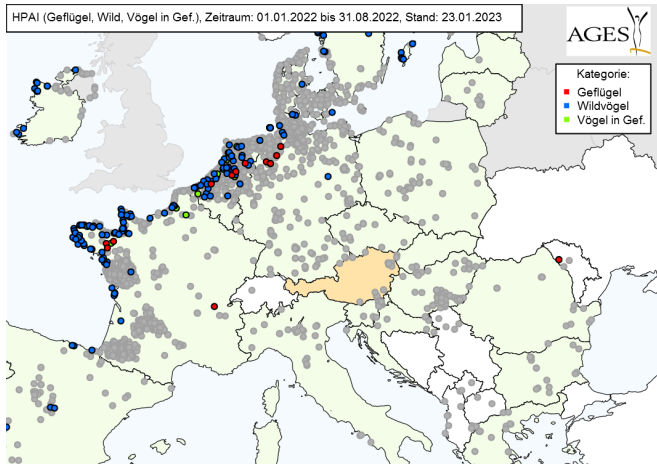 HPAI (Geflügel, Wild, Vögel in Gef.), Zeitraum: 01.01.2022 bis 31.08.2022, Stand: 23.01.2023
AGES
Kategorie:
Geflügel
Wildvögel
Vögel in Gef.